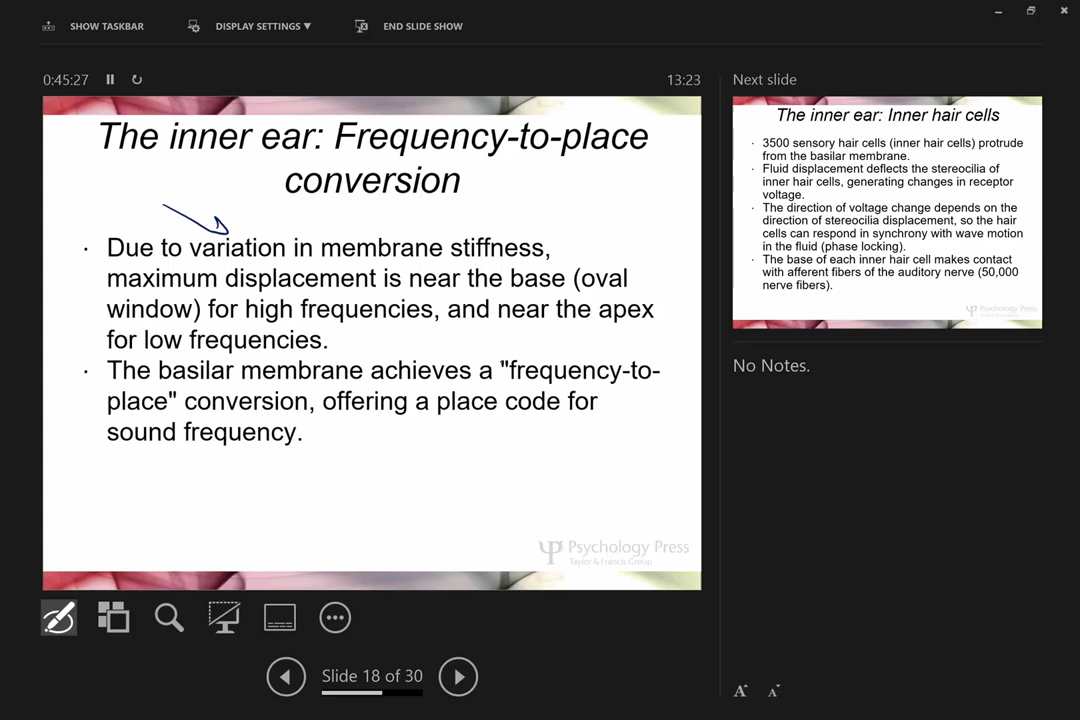 SHOW TASKBAR
DISPLAY SETTINGS ▼
END SLIDE SHOW
0:45:27
13:23
The inner ear: Frequency-to-place
conversion
· Due to variation in membrane stiffness,
maximum displacement is near the base (oval
window) for high frequencies, and near the apex
for low frequencies.
· The basilar membrane achieves a "frequency-to-
place" conversion, offering a place code for
sound frequency.
Psychology Press
Taylor & Francis Group
Slide 18 of 30
Next slide
The inner ear: Inner hair cells
· 3500 sensory hair cells (inner hair cells) protrude
from the basilar membrane.
· Fluid displacement deflects the stereocilia of
inner hair cells, generating changes in receptor
voltage.
· The direction of voltage change depends on the
direction of stereocilia displacement, so the hair
cells can respond in synchrony with wave motion
in the fluid (phase locking).
· The base of each inner hair cell makes contact
with afferent fibers of the auditory nerve (50,000
nerve fibers).
Psychology Press
No Notes.
A A